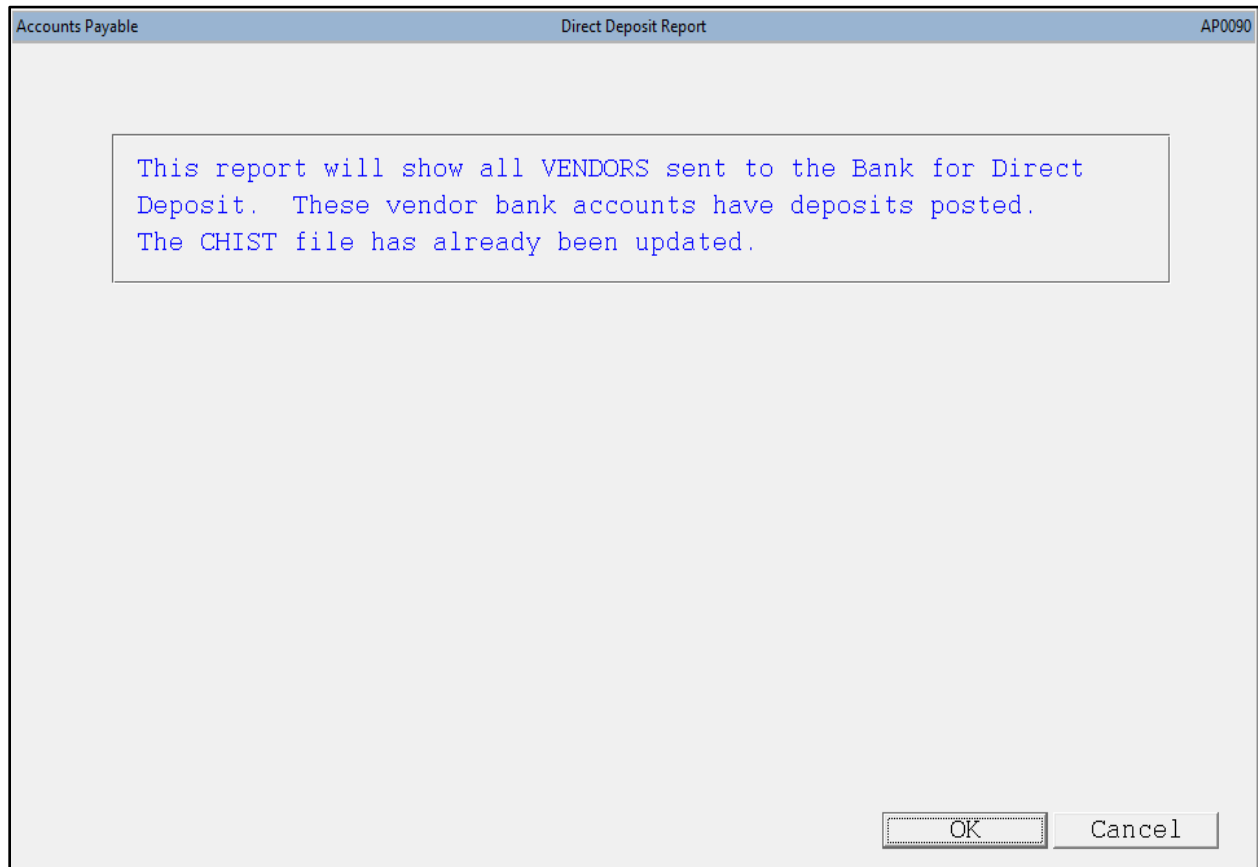 Accounts Payable Direct Deposit Report AP0090
This report will show all VENDORS sent to the Bank for Direct
Deposit.  These vendor bank accounts have deposits posted.
The CHIST file has already been updated.
OK Cancel